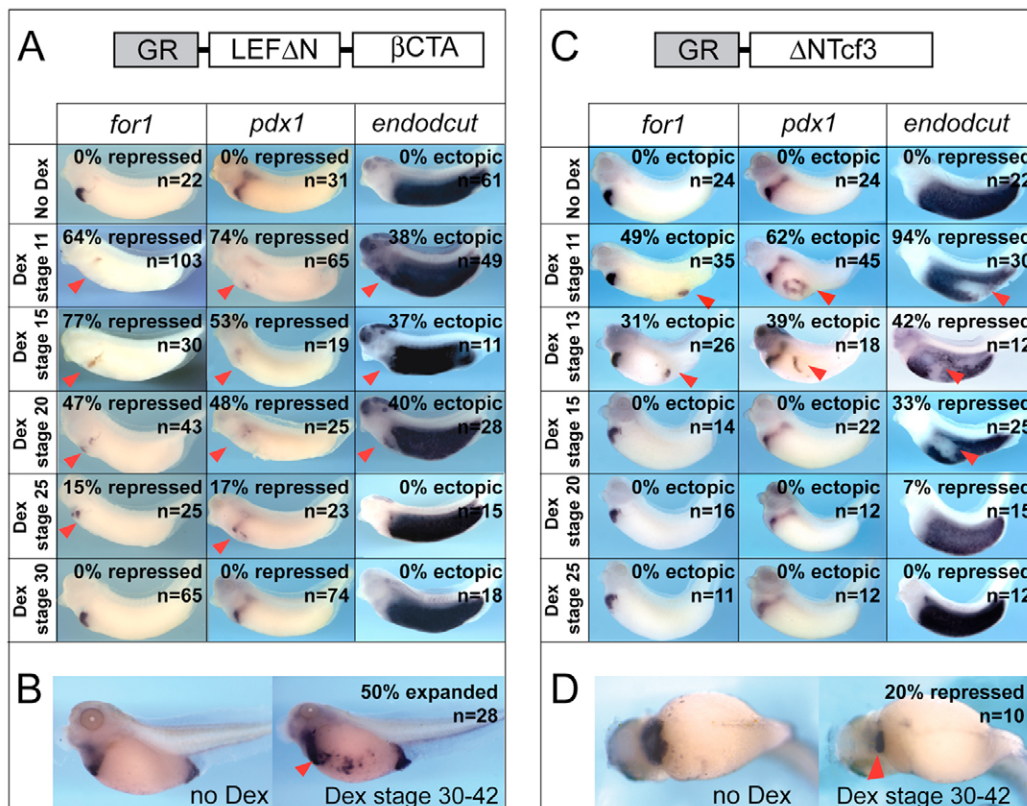 A
GR
LEFΔN
βCTA
for1
pdx1
endodcut
No Dex
0% repressed
n=22
0% repressed
n=31
0% ectopic
n=61
Dex
stage 11
64% repressed
n=103
74% repressed
n=65
38% ectopic
n=49
Dex
stage 15
77% repressed
n=30
53% repressed
n=19
37% ectopic
n=11
Dex
stage 20
47% repressed
n=43
48% repressed
n=25
40% ectopic
n=28
Dex
stage 25
15% repressed
n=25
17% repressed
n=23
0% ectopic
n=15
Dex
stage 30
0% repressed
n=65
0% repressed
n=74
0% ectopic
n=18
B
no Dex
50% expanded
n=28
Dex stage 30-42
C
GR
ΔNTcf3
for1
pdx1
endodcut
No Dex
0% ectopic
n=24
0% ectopic
n=24
0% repressed
n=22
Dex
stage 11
49% ectopic
n=35
62% ectopic
n=45
94% repressed
n=30
Dex
stage 13
31% ectopic
n=26
39% ectopic
n=18
42% repressed
n=12
Dex
stage 15
0% ectopic
n=14
0% ectopic
n=22
33% repressed
n=25
Dex
stage 20
0% ectopic
n=16
0% ectopic
n=12
7% repressed
n=15
Dex
stage 25
0% ectopic
n=11
0% ectopic
n=12
0% repressed
n=12
D
no Dex
20% repressed
n=10
Dex stage 30-42